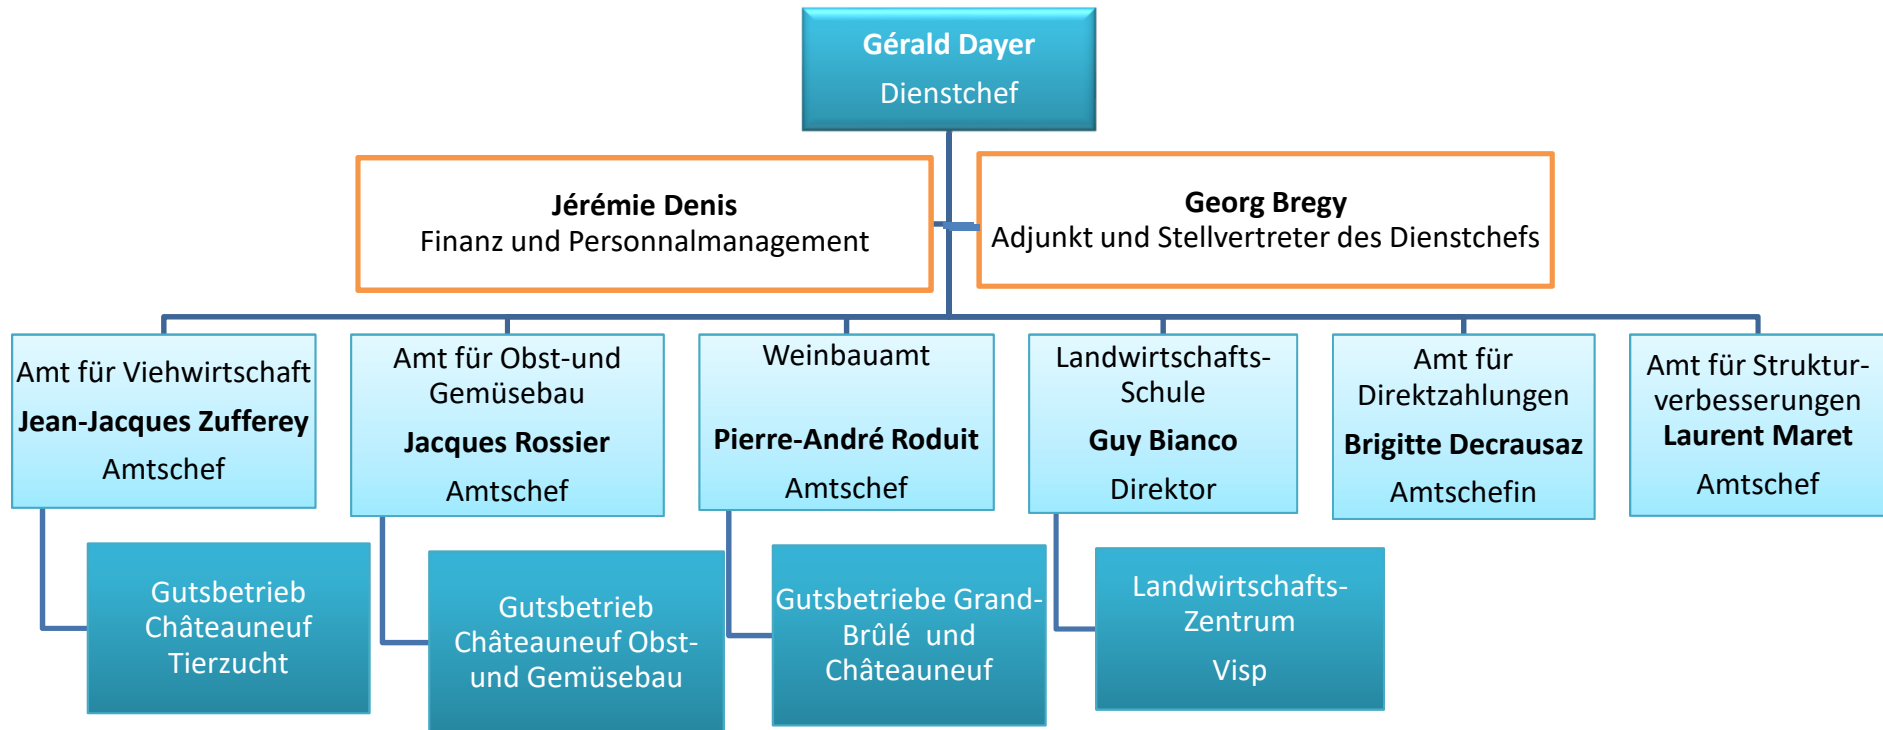 Gérald Dayer
Dienstchef
Jérémie Denis
Finanz und Personnalmanagement
Georg Bregy
Adjunkt und Stellvertreter des Dienstchefs
Amt für Viehwirtschaft
Jean-Jacques Zufferey
Amtschef
Amt für Obst-und
Gemüsebau
Jacques Rossier
Amtschef
Weinbauamt
Pierre-André Roduit
Amtschef
Landwirtschafts-
Schule
Guy Bianco
Direktor
Amt für
Direktzahlungen
Brigitte Decrausaz
Amtschefin
Amt für Struktur-
verbesserungen
Laurent Maret
Amtschef
Gutsbetrieb
Châteauneuf
Tierzucht
Gutsbetrieb
Châteauneuf Obst-
und Gemüsebau
Gutsbetriebe Grand-
Brûlé und
Châteauneuf
Landwirtschafts-
Zentrum
Visp